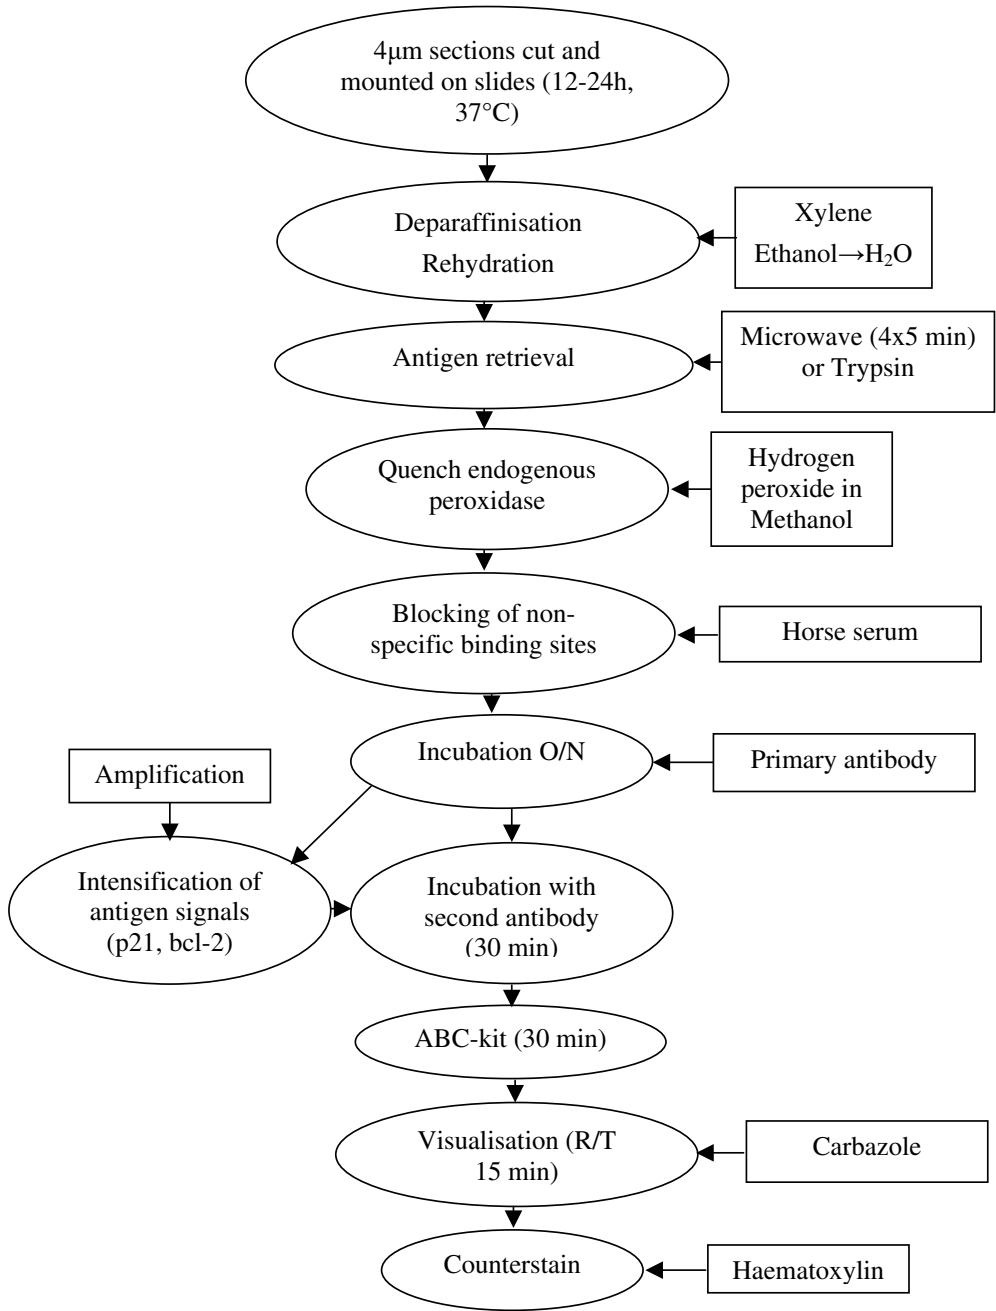 4μm sections cut and
mounted on slides (12-24h,
37°C)
Deparaffinisation
Rehydration
Xylene
Ethanol→H₂O
Antigen retrieval
Microwave (4x5 min)
or Trypsin
Quench endogenous
peroxidase
Hydrogen
peroxide in
Methanol
Blocking of non-
specific binding sites
Horse serum
Incubation O/N
Primary antibody
Amplification
Intensification of
antigen signals
(p21, bcl-2)
Incubation with
second antibody
(30 min)
ABC-kit (30 min)
Visualisation (R/T
15 min)
Carbazole
Counterstain
Haematoxylin